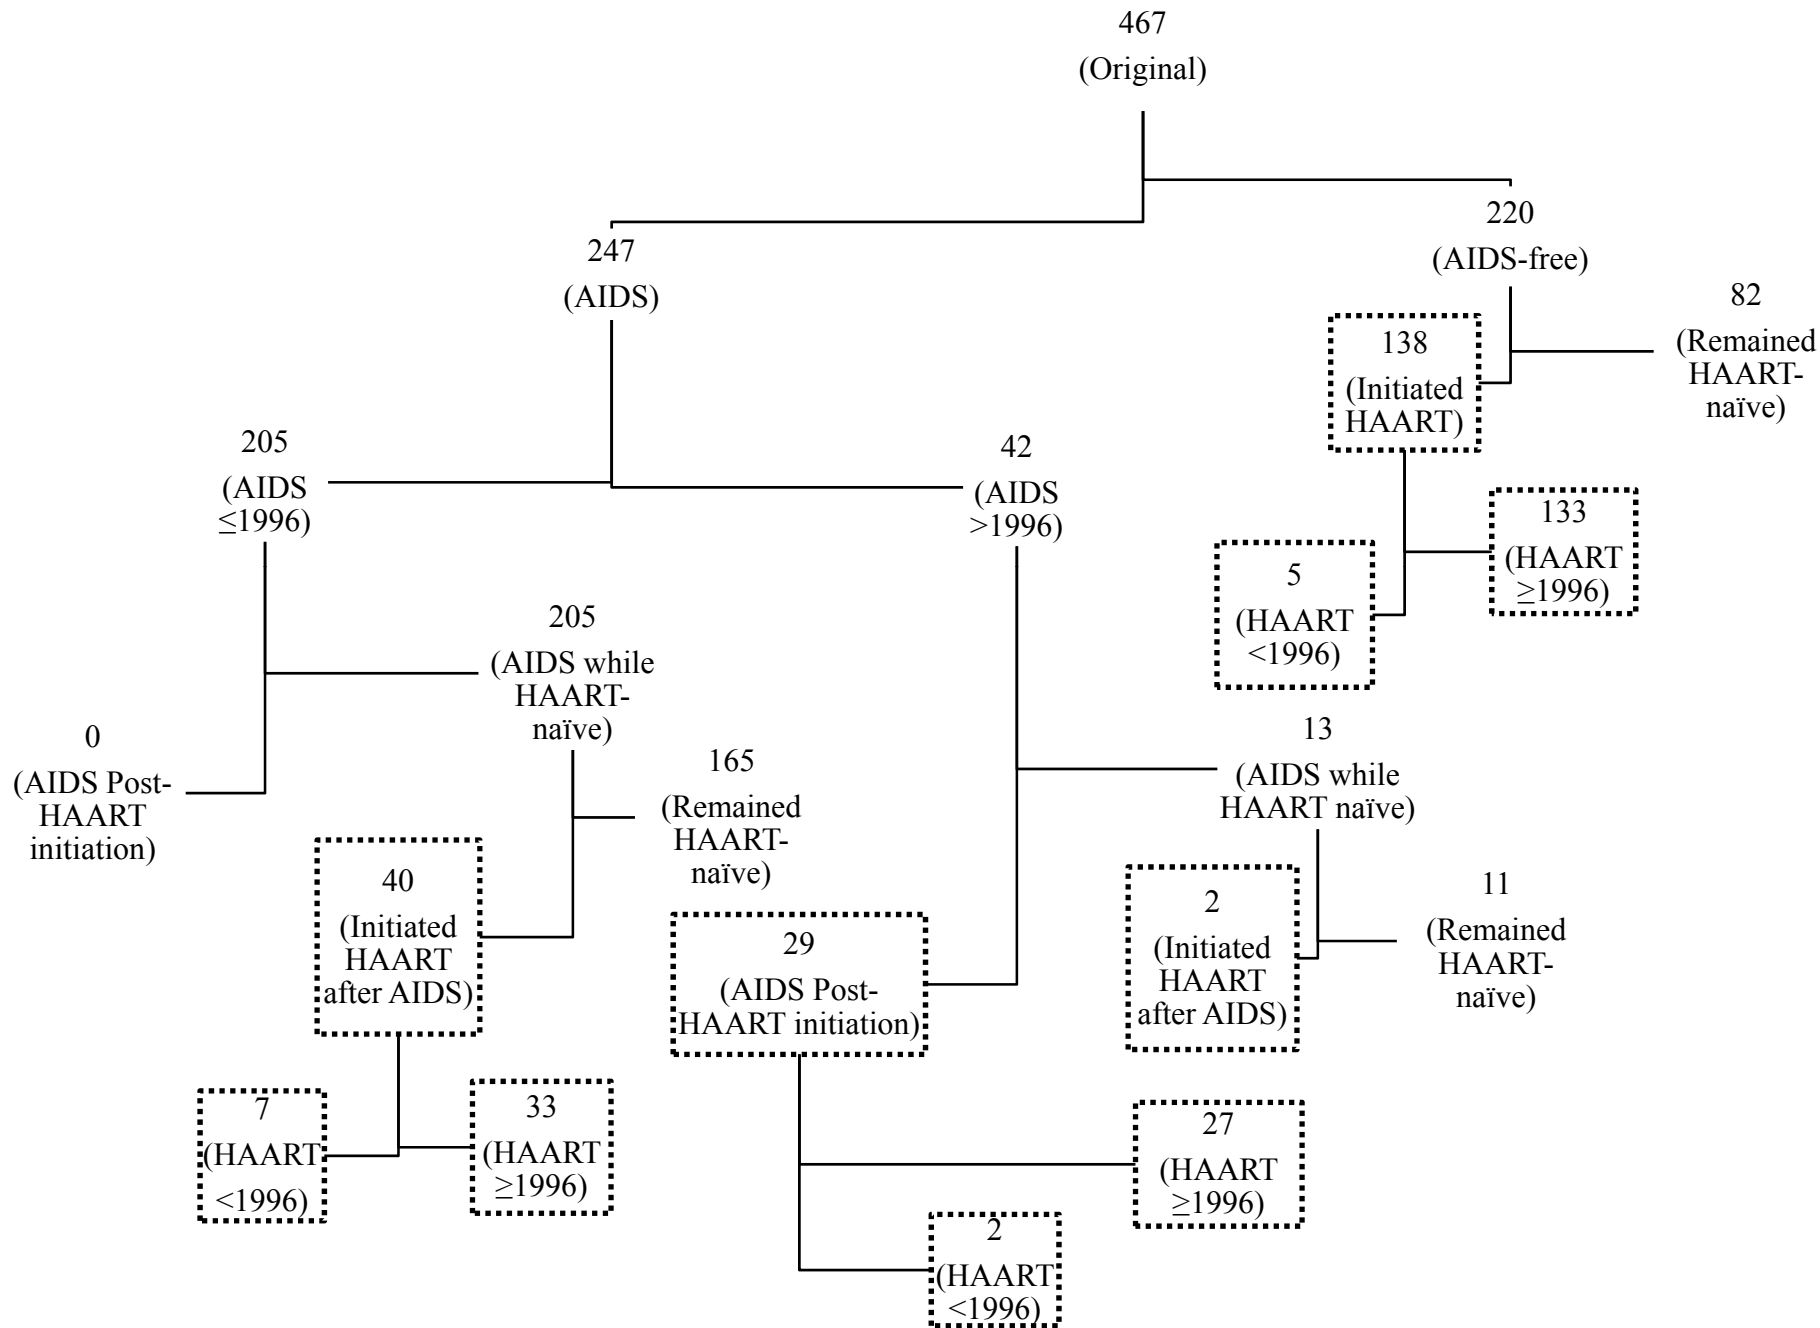 467
(Original)
220
(AIDS-free)
247
(AIDS)
82
(Remained
HAART-
naïve)
138
(Initiated
HAART)
205
(AIDS
≤1996)
42
(AIDS
>1996)
133
(HAART
≥1996)
5
(HAART
<1996)
205
(AIDS while
HAART-
naïve)
0
(AIDS Post-
HAART
initiation)
165
(Remained
HAART-
naïve)
13
(AIDS while
HAART naïve)
40
(Initiated
HAART
after AIDS)
29
(AIDS Post-
HAART initiation)
2
(Initiated
HAART
after AIDS)
11
(Remained
HAART-
naïve)
7
(HAART
<1996)
33
(HAART
≥1996)
27
(HAART
≥1996)
2
(HAART
<1996)